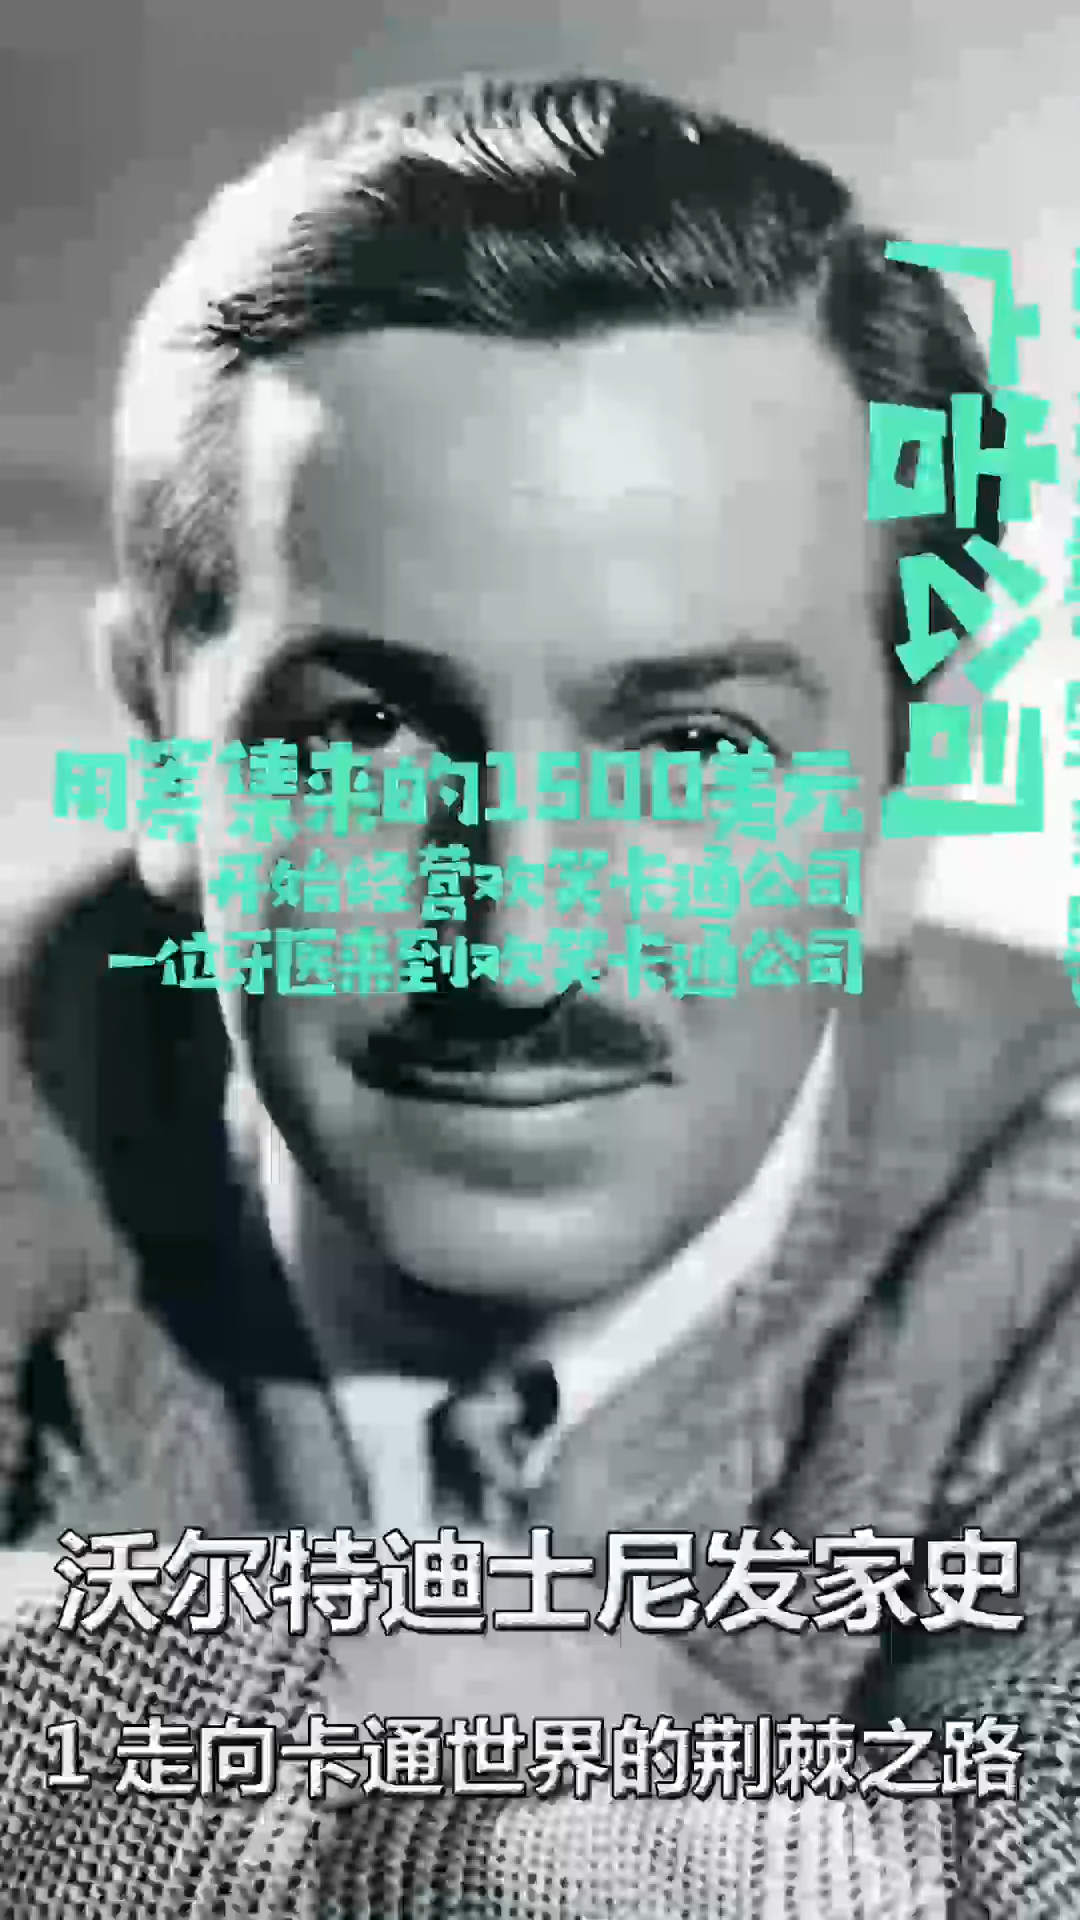 用筹集来的1500美元
开始经营欢笑卡通公司
一位牙医来到欢笑卡通公司
公司
沃尔特迪士尼发家史
1 走向卡通世界的荆棘之路